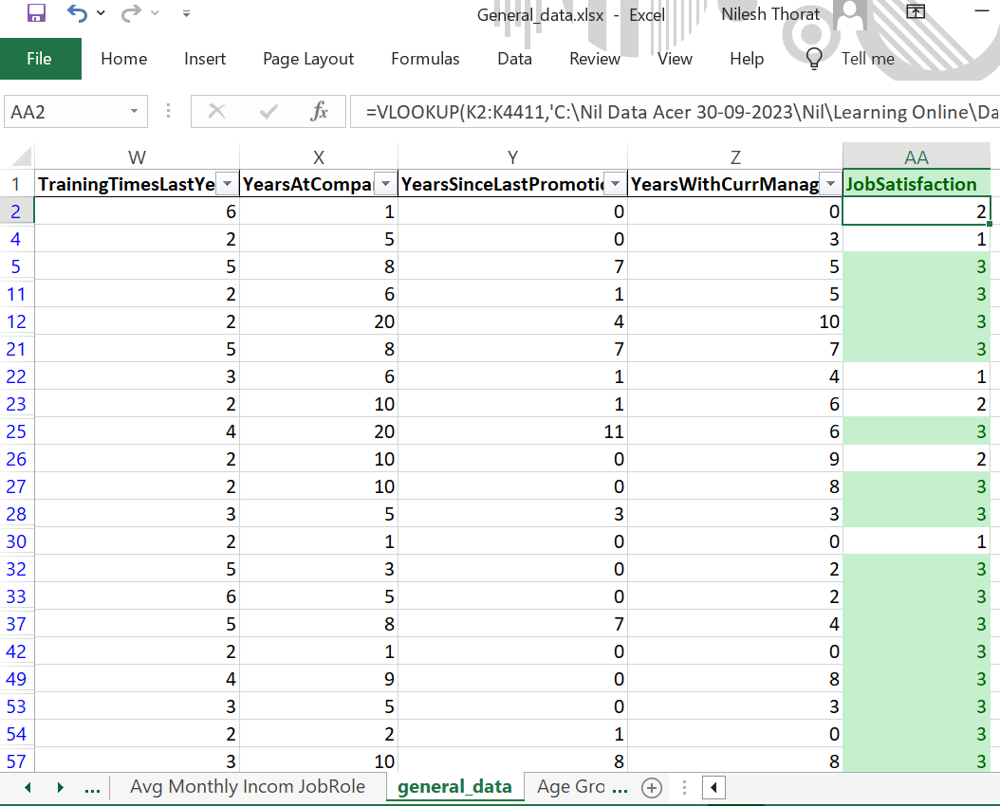 General_data.xlsx - Excel Nilesh Thorat
File Home Insert Page Layout Formulas Data Review View Help Tell me
AA2 fx =VLOOKUP(K2:K4411,'C:\Nil Data Acer 30-09-2023\Nil\Learning Online\Da
W X Y Z AA
1 TrainingTimesLastYe YearsAtCompa YearsSinceLastPromotio YearsWithCurrManag JobSatisfaction
2 6 1 0 0 2
4 2 5 0 3 1
5 5 8 7 5 3
11 2 6 1 5 3
12 2 20 4 10 3
21 5 8 7 7 3
22 3 6 1 4 1
23 2 10 1 6 2
25 4 20 11 6 3
26 2 10 0 9 2
27 2 10 0 8 3
28 3 5 3 3 3
30 2 1 0 0 1
32 5 3 0 2 3
33 6 5 0 2 3
37 5 8 7 4 3
42 2 1 0 0 3
49 4 9 0 8 3
53 3 5 0 3 3
54 2 2 1 0 3
57 3 10 8 8 3
... Avg Monthly Incom JobRole general_data Age Gro ...